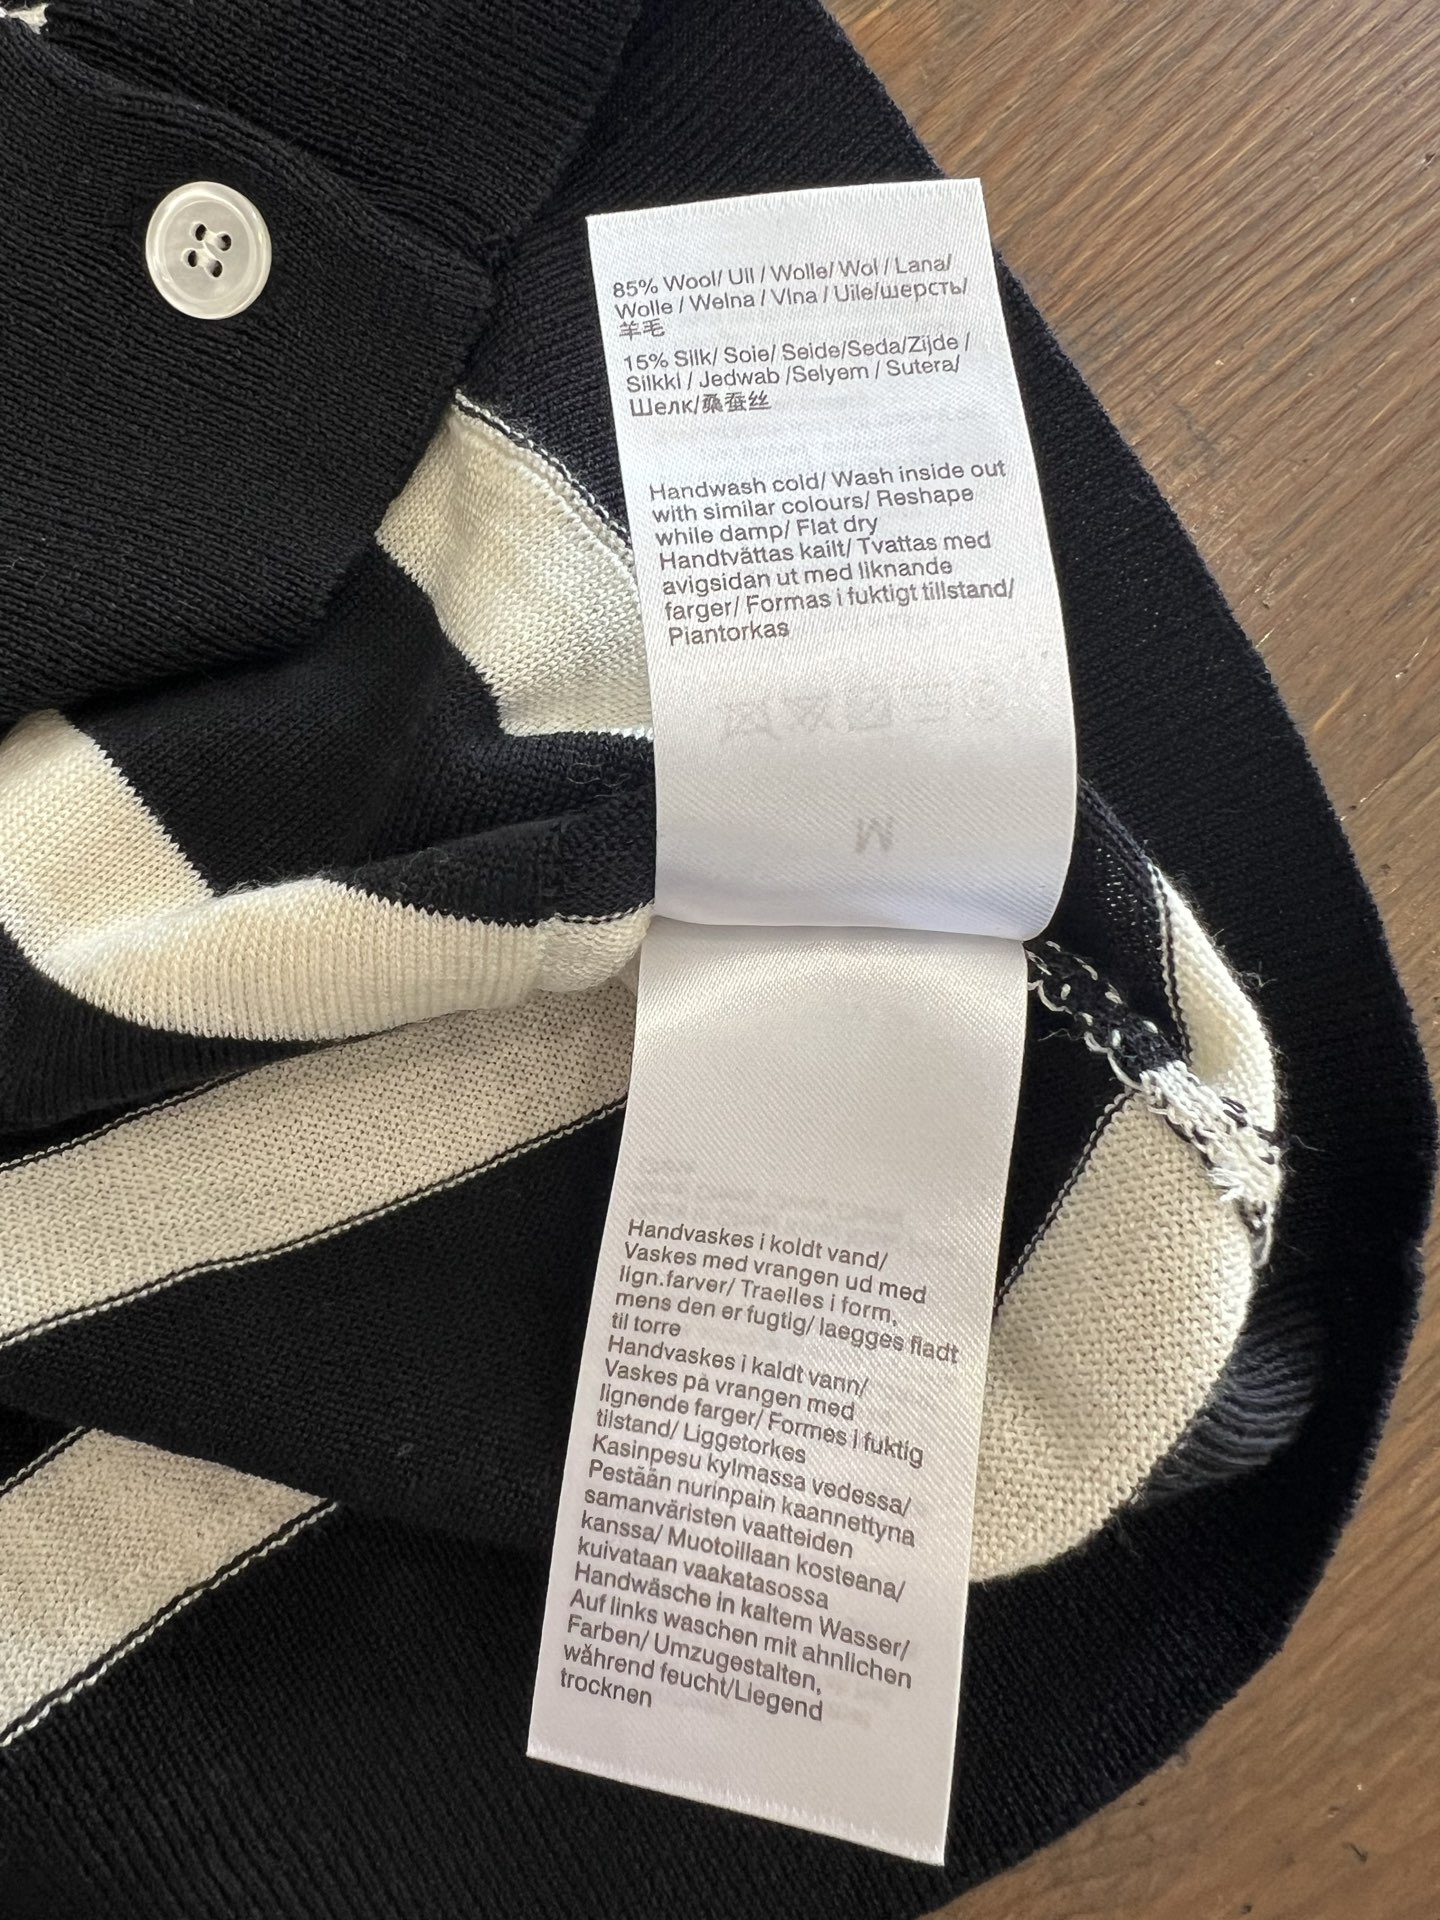 85% Wool/ Ull / Wolle/ Wol / Lana/
Wolle / Welna / Vlna / Uile/шерсть/
羊毛
15% Silk/ Soie/ Seide/Seda/Zijde /
Silkki / Jedwab /Selyem / Sutera/
Шелк/桑蚕丝
Handwash cold/ Wash inside out
with similar colours/ Reshape
while damp/ Flat dry
Handtvättas kailt/ Tvattas med
avigsidan ut med liknande
farger/ Formas i fuktigt tillstand/
Piantorkas
M
Handvaskes i koldt vand/
Vaskes med vrangen ud med
lign.farver/ Traelles i form,
mens den er fugtig/ laegges fladt
til torre
Handvaskes i kaldt vann/
Vaskes på vrangen med
lignende farger/ Formes i fuktig
tilstand/ Liggetorkes
Kasinpesu kylmassa vedessa/
Pestään nurinpain kaannettyna
samanväristen vaatteiden
kanssa/ Muotoillaan kosteana/
kuivataan vaakatasossa
Handwäsche in kaltem Wasser/
Auf links waschen mit ahnlichen
Farben/ Umzugestalten,
während feucht/Liegend
trocknen